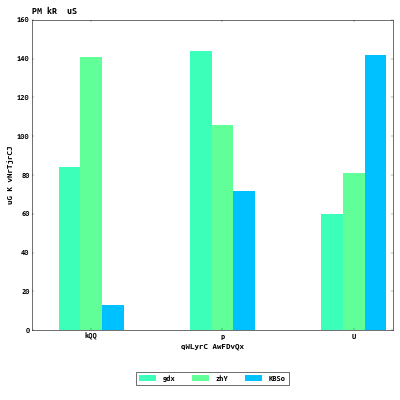 PM kR  uS
160
140
120
100
80
60
40
20
0
uG K vNrTjrCJ
kQQ
p
U
qWLyrC AwFDvQx
gdx
zhY
KBSo